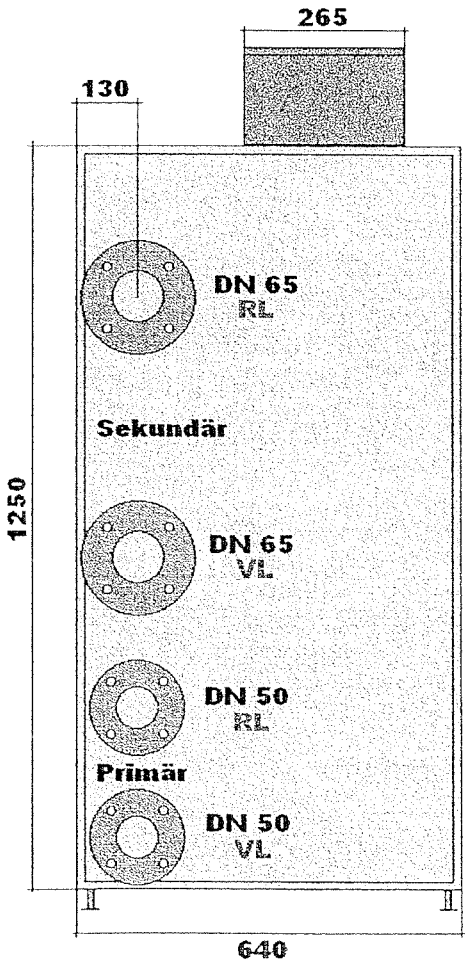 265
130
DN 65
RL
Sekundär
1250
DN 65
VL
DN 50
RL
Primär
DN 50
VL
640